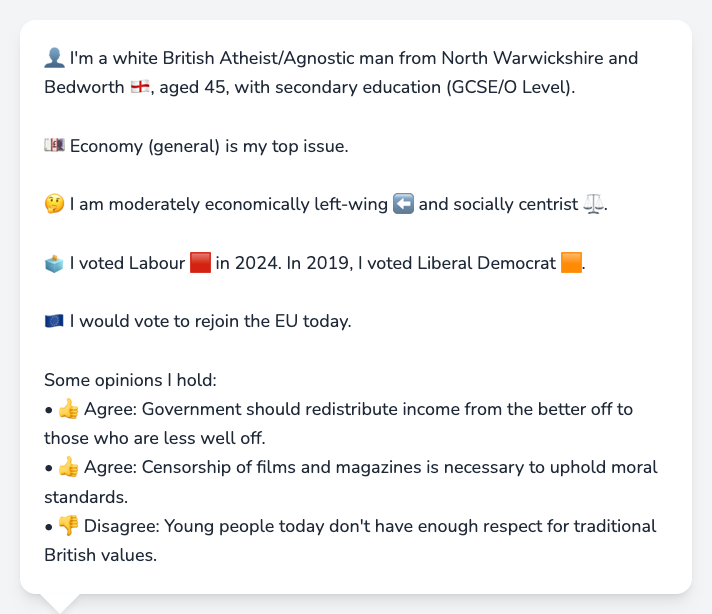 👤 I'm a white British Atheist/Agnostic man from North Warwickshire and
Bedworth 🏴󠁧󠁢󠁥󠁮󠁧󠁿, aged 45, with secondary education (GCSE/O Level).
💷 Economy (general) is my top issue.
🤔 I am moderately economically left-wing ⬅️ and socially centrist ⚖️.
🗳️ I voted Labour 🟥 in 2024. In 2019, I voted Liberal Democrat 🟧.
🇪🇺 I would vote to rejoin the EU today.
Some opinions I hold:
• 👍 Agree: Government should redistribute income from the better off to
those who are less well off.
• 👍 Agree: Censorship of films and magazines is necessary to uphold moral
standards.
• 👎 Disagree: Young people today don't have enough respect for traditional
British values.